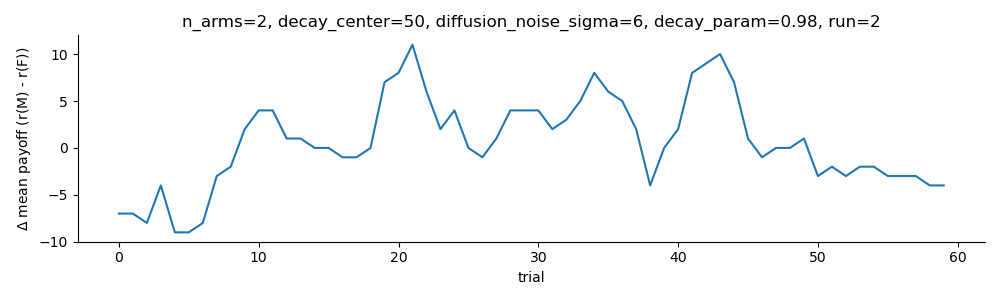 n_arms=2, decay_center=50, diffusion_noise_sigma=6, decay_param=0.98, run=2
Δ mean payoff (r(M) - r(F))
10
5
0
−5
−10
0 10 20 30 40 50 60
trial